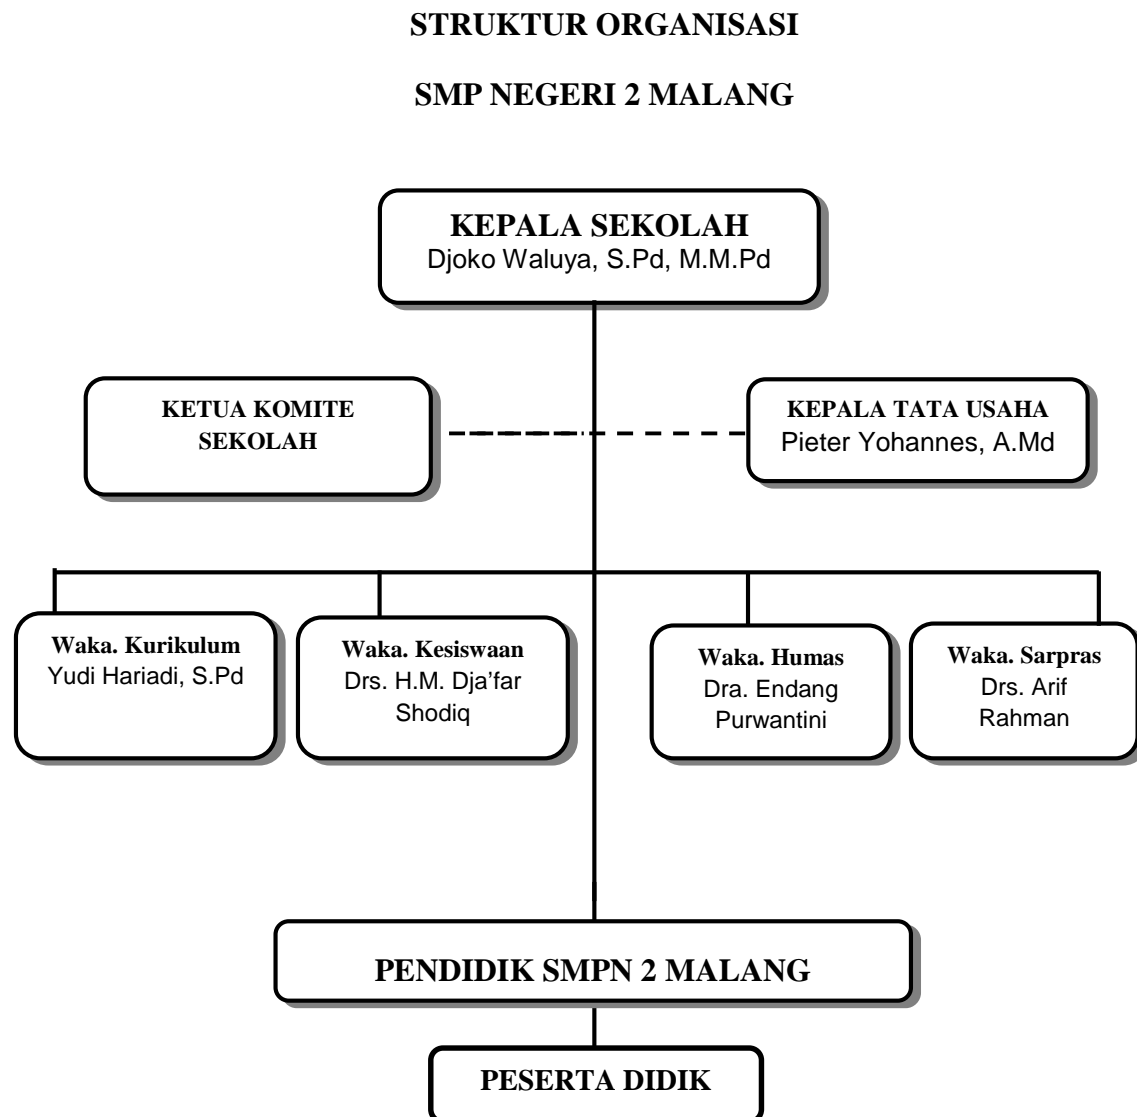 STRUKTUR ORGANISASI
SMP NEGERI 2 MALANG
KEPALA SEKOLAH
Djoko Waluya, S.Pd, M.M.Pd
KETUA KOMITE
SEKOLAH
KEPALA TATA USAHA
Pieter Yohannes, A.Md
Waka. Kurikulum
Yudi Hariadi, S.Pd
Waka. Kesiswaan
Drs. H.M. Dja’far
Shodiq
Waka. Humas
Dra. Endang
Purwantini
Waka. Sarpras
Drs. Arif
Rahman
PENDIDIK SMPN 2 MALANG
PESERTA DIDIK